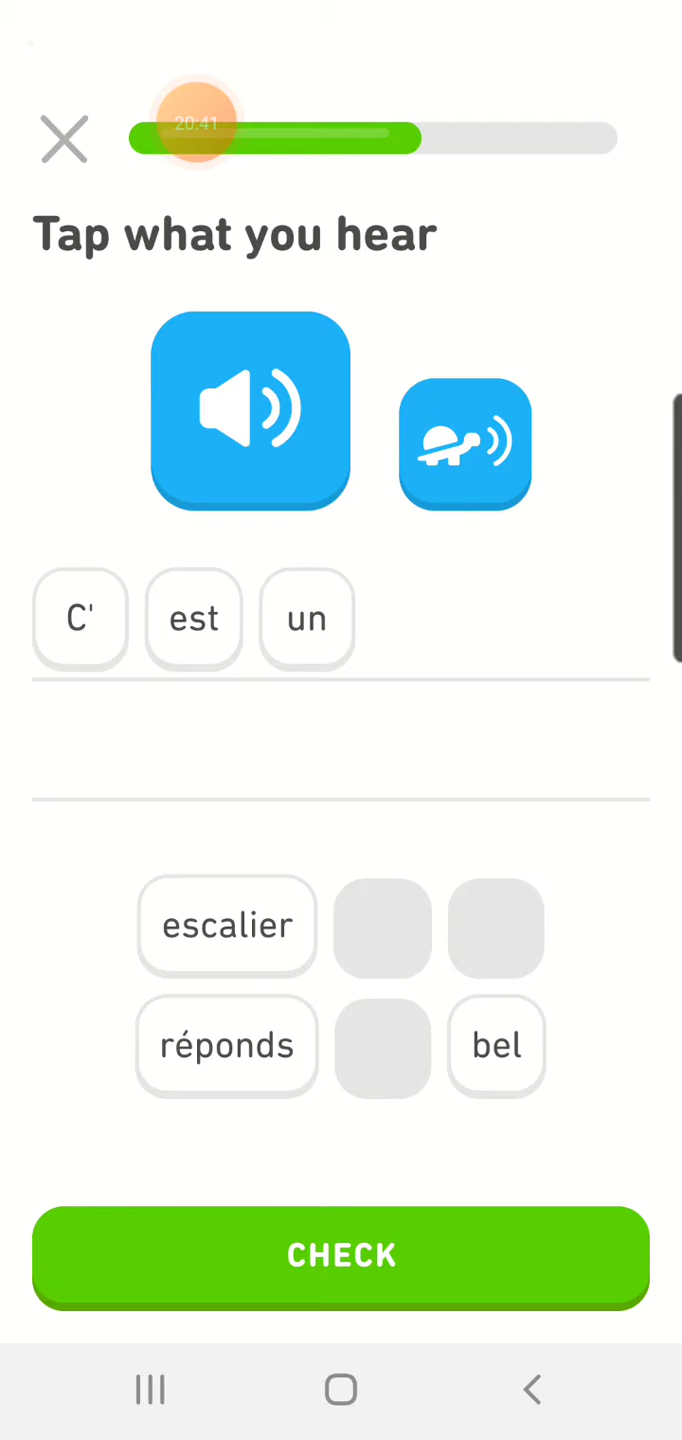 20:41
Tap what you hear
C' est un
escalier
réponds bel
CHECK